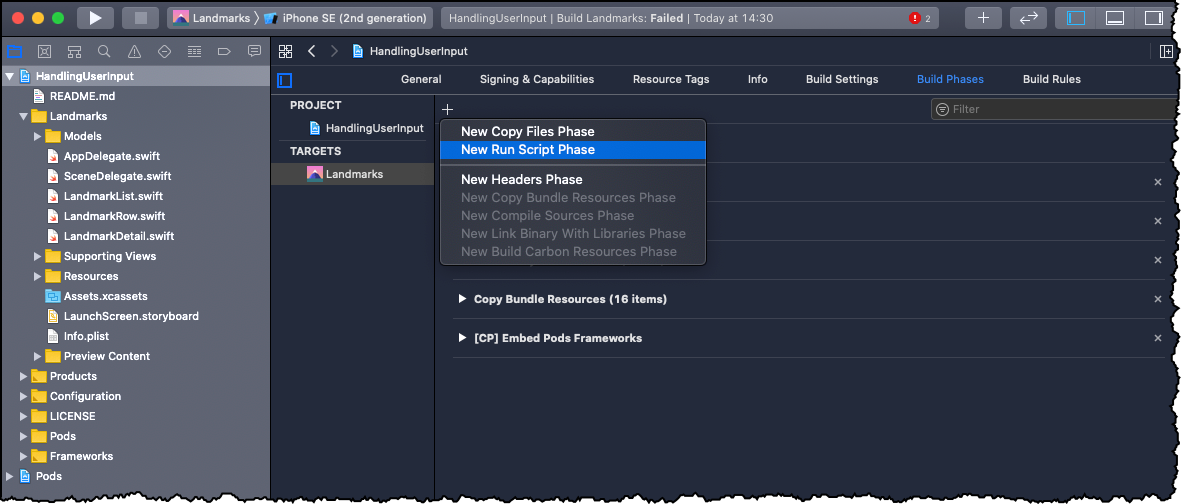 Landmarks 〉 iPhone SE (2nd generation)
HandlingUserInput | Build Landmarks: Failed | Today at 14:30
2
HandlingUserInput
README.md
Landmarks
Models
AppDelegate.swift
SceneDelegate.swift
LandmarkList.swift
LandmarkRow.swift
LandmarkDetail.swift
Supporting Views
Resources
Assets.xcassets
LaunchScreen.storyboard
Info.plist
Preview Content
Products
Configuration
LICENSE
Pods
Frameworks
Pods
HandlingUserInput
General Signing & Capabilities Resource Tags Info Build Settings Build Phases Build Rules
PROJECT
HandlingUserInput
TARGETS
Landmarks
+
Filter
New Copy Files Phase
New Run Script Phase
New Headers Phase
New Copy Bundle Resources Phase
New Compile Sources Phase
New Link Binary With Libraries Phase
New Build Carbon Resources Phase
Copy Bundle Resources (16 items)
[CP] Embed Pods Frameworks